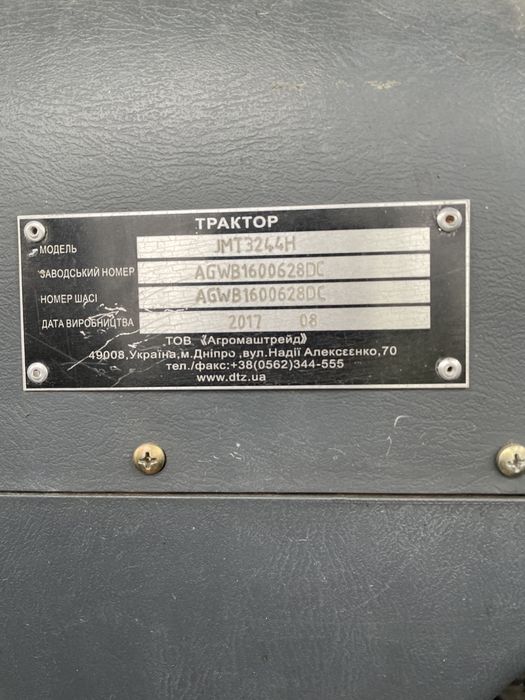 ТРАКТОР
МОДЕЛЬ JMT3244H
ЗАВОДСЬКИЙ НОМЕР AGWB1600628DC
НОМЕР ШАСІ AGWB1600628DC
ДАТА ВИРОБНИЦТВА 2017 08
ТОВ 《Агромаштрейд》
49008,Україна,м.Дніпро,вул.Надії Алексєєнко,70
тел./факс:+38(0562)344-555
www.dtz.ua